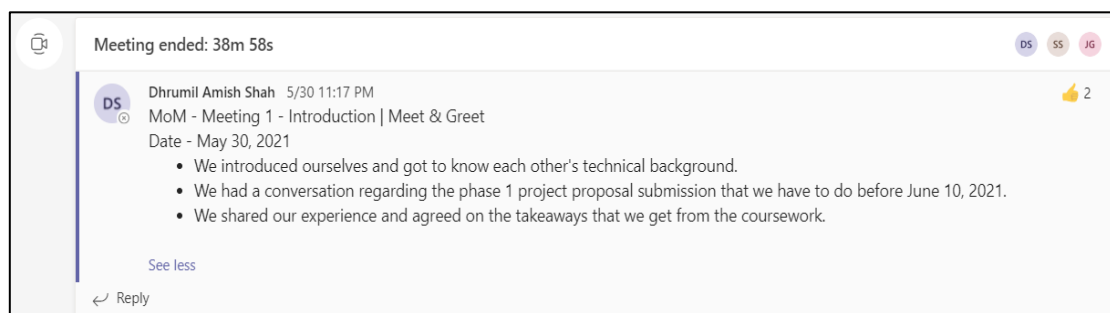 Meeting ended: 38m 58s
DS SS JG
DS
Dhrumil Amish Shah 5/30 11:17 PM
2
MoM - Meeting 1 - Introduction | Meet & Greet
Date - May 30, 2021
• We introduced ourselves and got to know each other's technical background.
• We had a conversation regarding the phase 1 project proposal submission that we have to do before June 10, 2021.
• We shared our experience and agreed on the takeaways that we get from the coursework.
See less
Reply